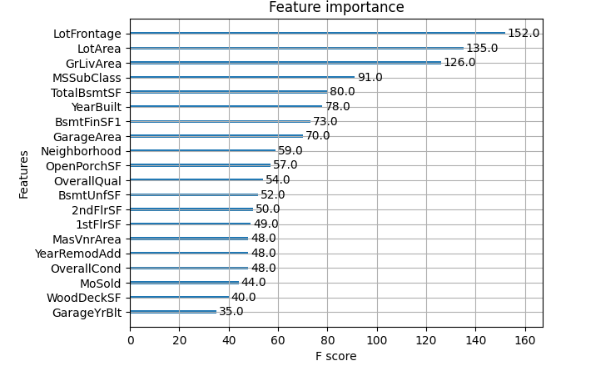 Feature importance
LotFrontage 152.0
LotArea 135.0
GrLivArea 126.0
MSSubClass 91.0
TotalBsmtSF 80.0
YearBuilt 78.0
BsmtFinSF1 73.0
GarageArea 70.0
Neighborhood 59.0
OpenPorchSF 57.0
OverallQual 54.0
BsmtUnfSF 52.0
2ndFlrSF 50.0
1stFlrSF 49.0
MasVnrArea 48.0
YearRemodAdd 48.0
OverallCond 48.0
MoSold 44.0
WoodDeckSF 40.0
GarageYrBlt 35.0
Features
0 20 40 60 80 100 120 140 160
F score